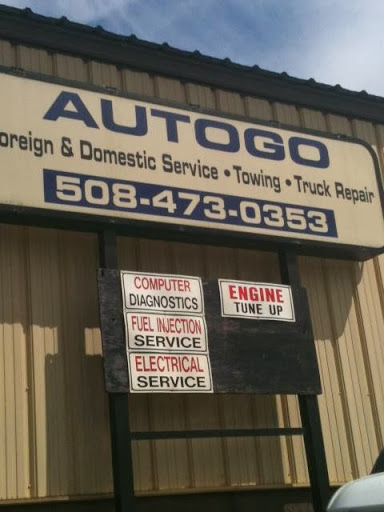 AUTOGO
oreign & Domestic Service • Towing • Truck Repair
508-473-0353
COMPUTER
DIAGNOSTICS
FUEL INJECTION
SERVICE
ELECTRICAL
SERVICE
ENGINE
TUNE UP